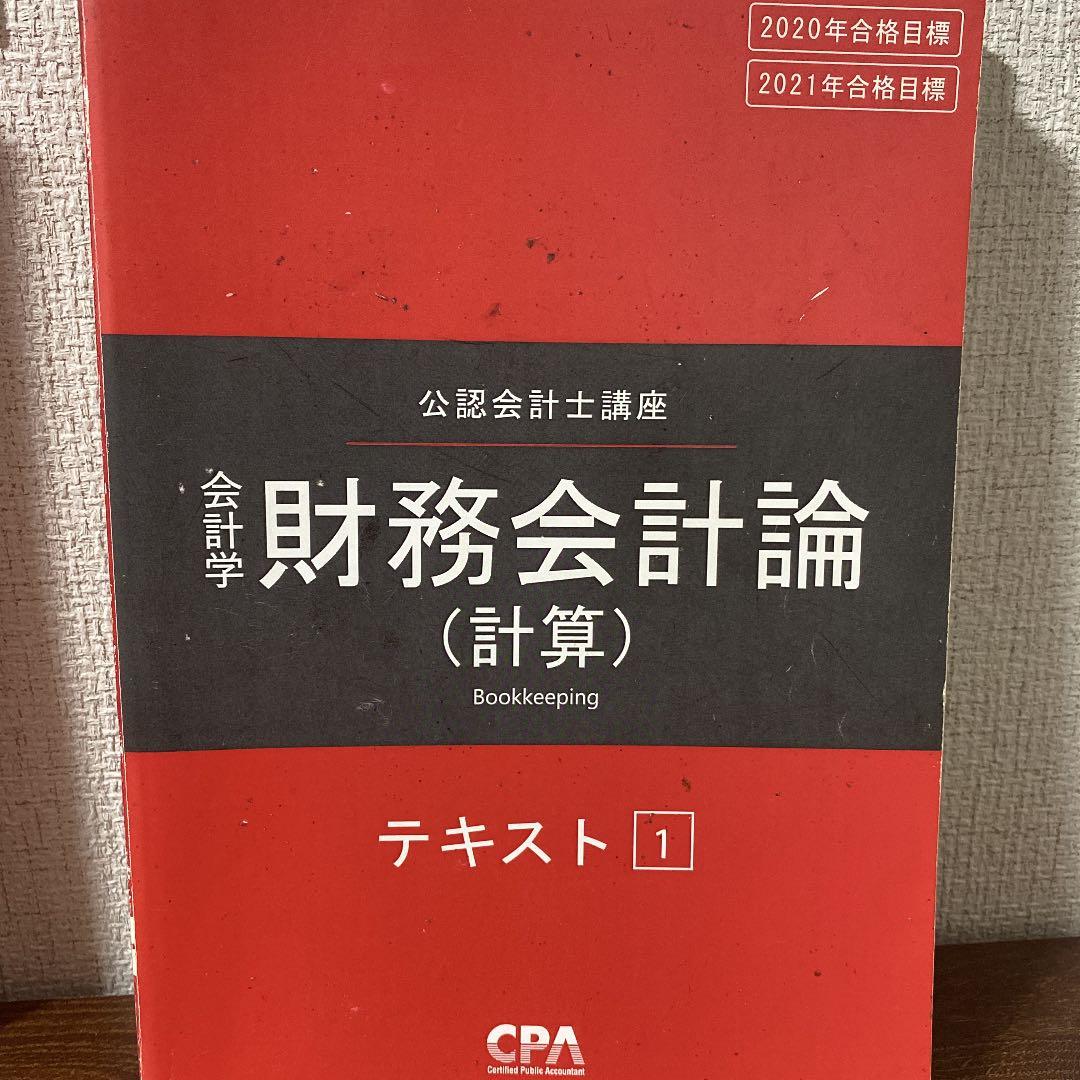 2020年合格目標
2021年合格目標
公認会計士講座
会計学
財務会計論
(計算)
Bookkeeping
テキスト 1
CPA
Certified Public Accountant